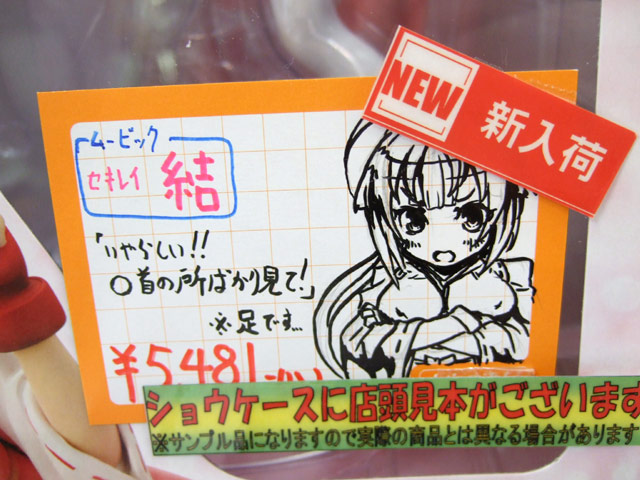 NEW
新入荷
ムービック
セキレイ 結
「いやらしい!!
○首の所ばかり見て!」
※足です…
¥5,481-
ショウケースに店頭見本がございます
※サンプル品になりますので実際の商品とは異なる場合があります